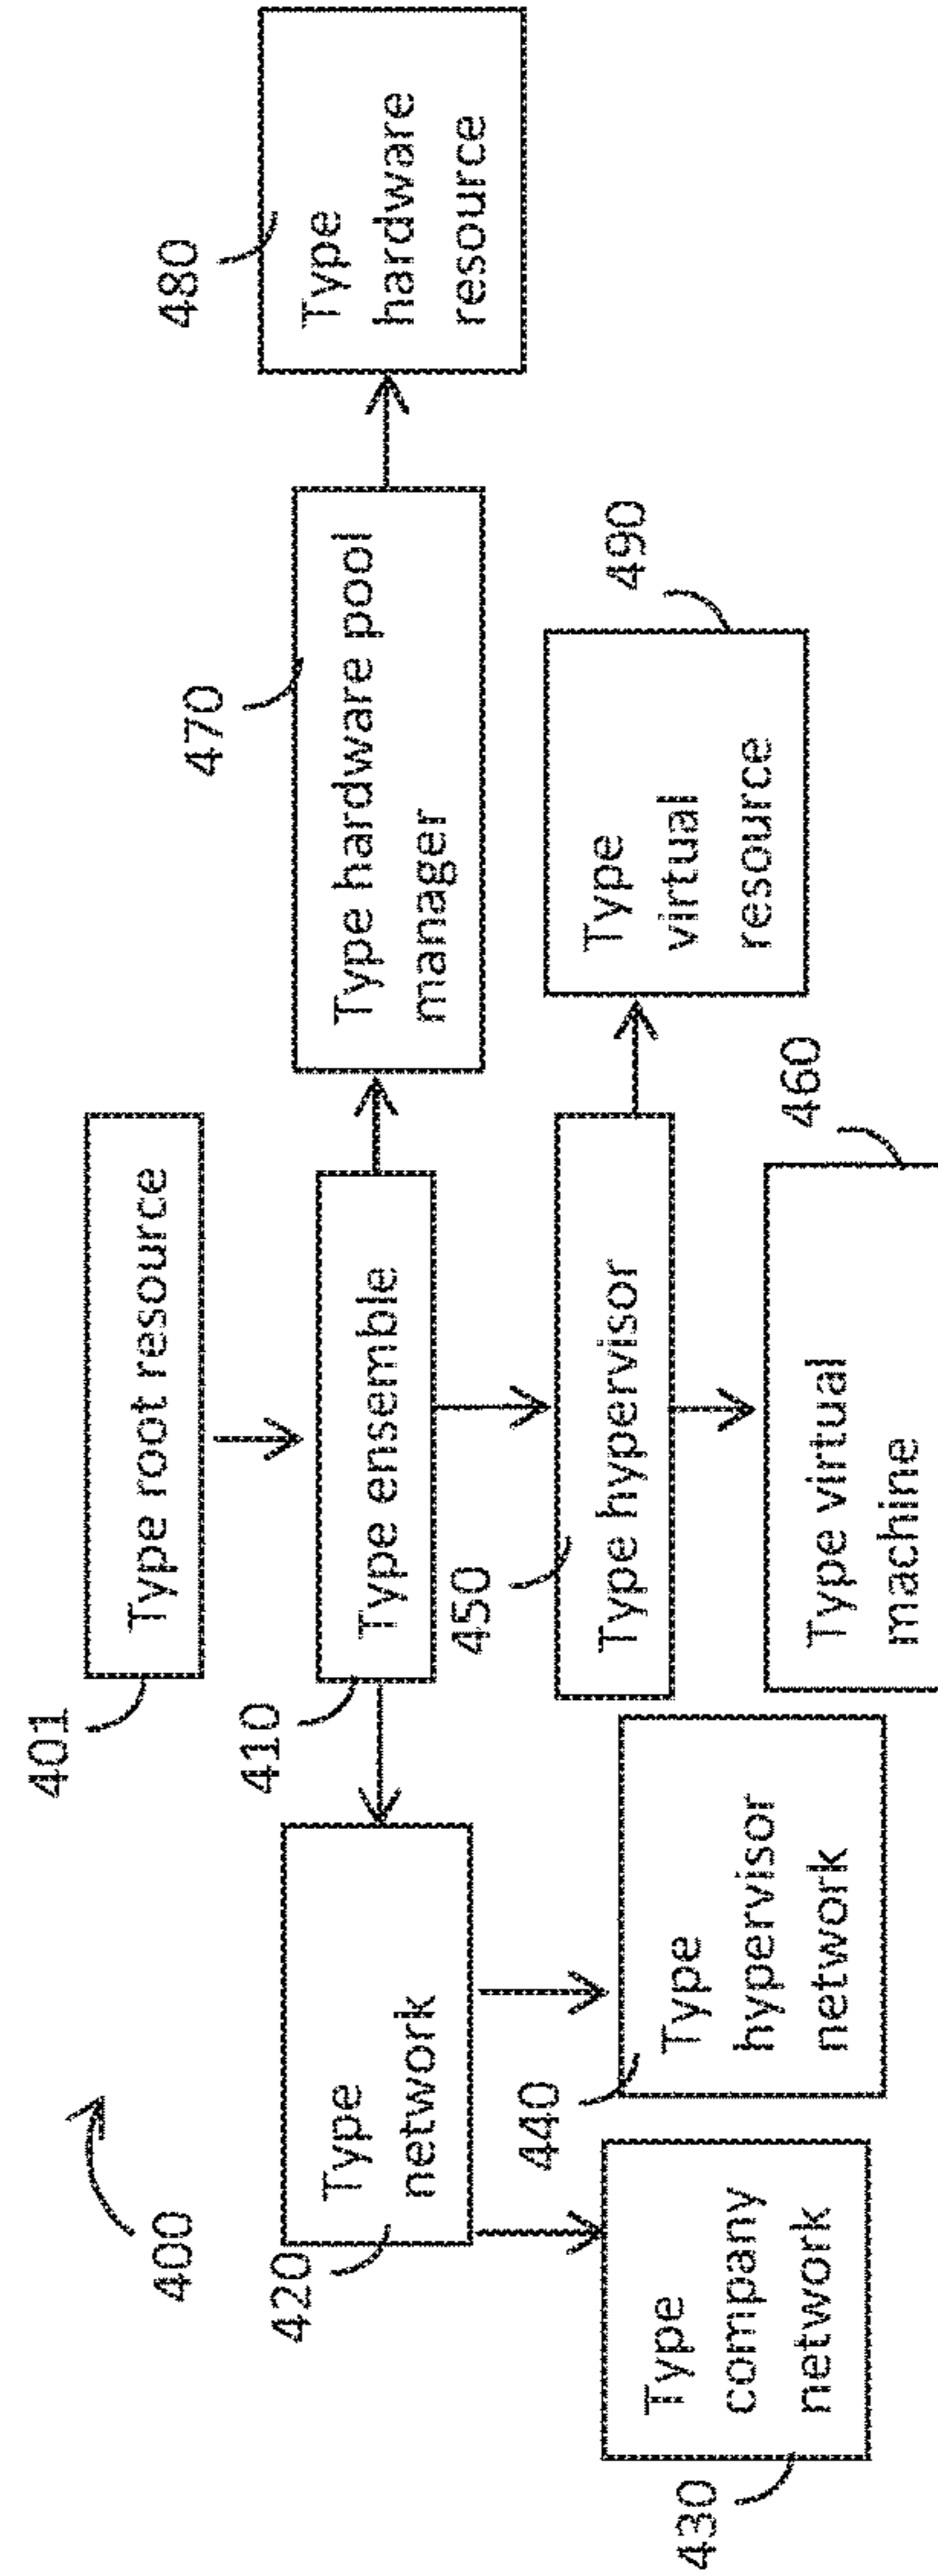 400
401
Type root resource
410
Type ensemble
420
Type
network
470
Type hardware pool
manager
480
Type
hardware
resource
430
Type
company
network
440
Type
hypervisor
network
450
Type hypervisor
490
Type
virtual
resource
460
Type virtual
machine